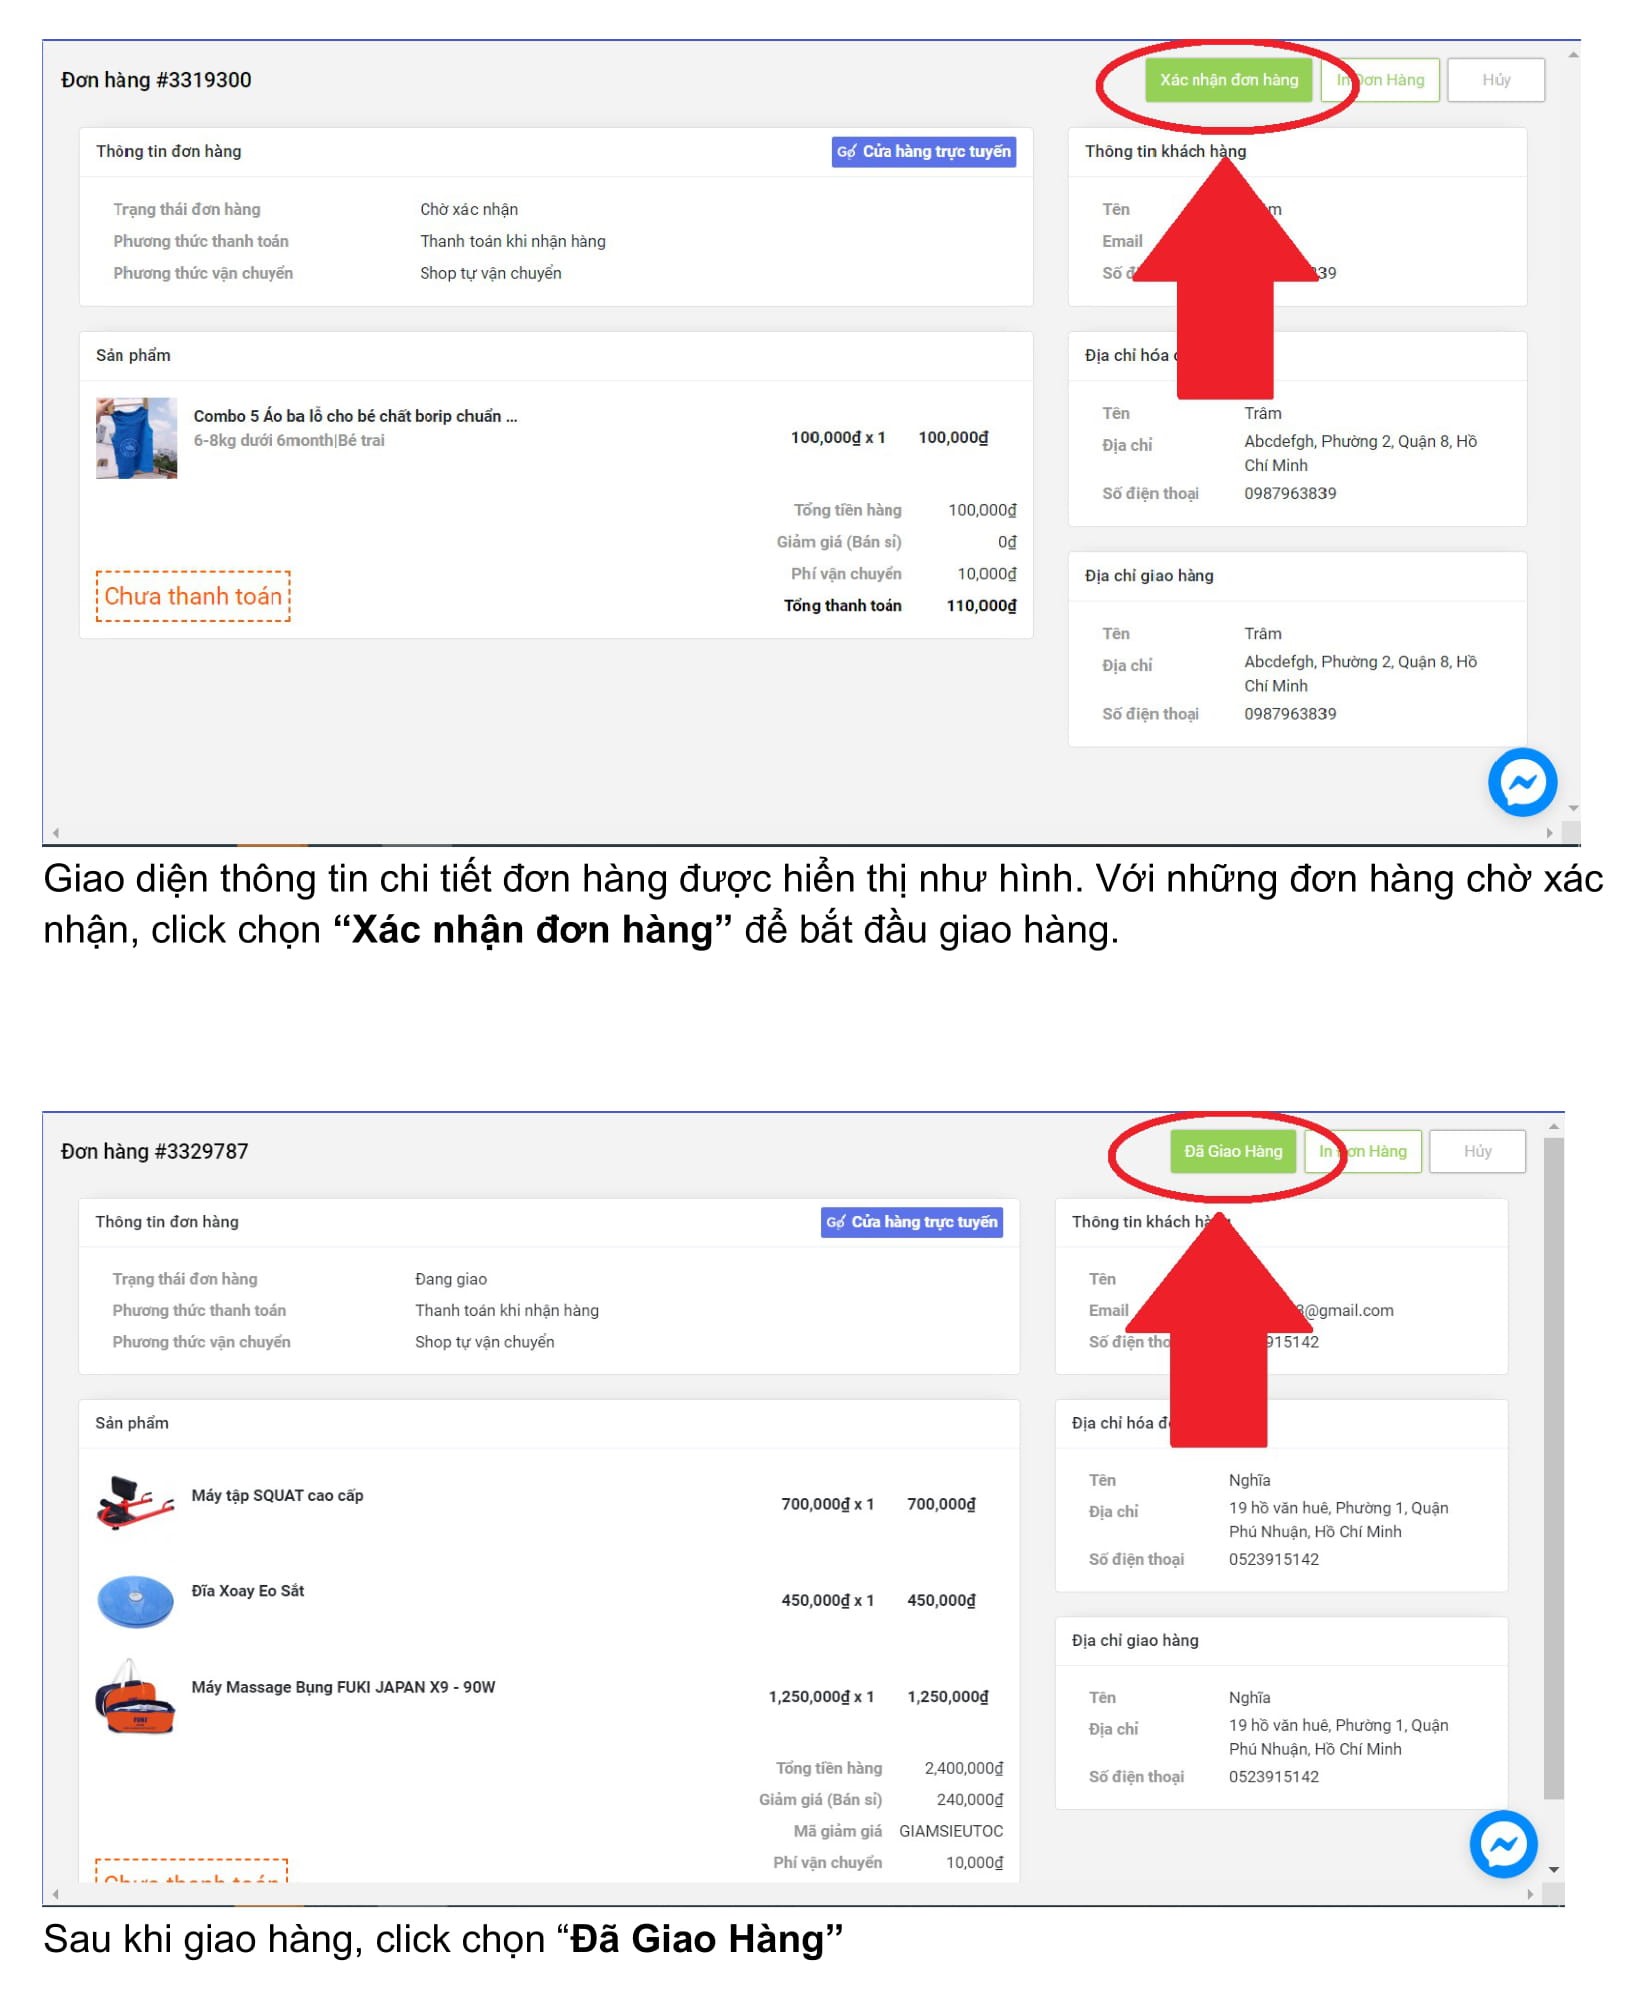 Đơn hàng #3319300
Xác nhận đơn hàng
In Đơn Hàng
Hủy
Thông tin đơn hàng
Cửa hàng trực tuyến
Trạng thái đơn hàng Chờ xác nhận
Phương thức thanh toán Thanh toán khi nhận hàng
Phương thức vận chuyển Shop tự vận chuyển
Thông tin khách hàng
Tên
Email
Số
39
Sản phẩm
Combo 5 Áo ba lỗ cho bé chất borip chuẩn ...
6-8kg dưới 6month|Bé trai
100,000₫ x 1 100,000₫
Tổng tiền hàng 100,000₫
Giảm giá (Bán sỉ) 0₫
Phí vận chuyển 10,000₫
Tổng thanh toán 110,000₫
Chưa thanh toán
Địa chỉ hóa
Tên Trâm
Địa chỉ Abcdefgh, Phường 2, Quận 8, Hồ
Chí Minh
Số điện thoại 0987963839
Địa chỉ giao hàng
Tên Trâm
Địa chỉ Abcdefgh, Phường 2, Quận 8, Hồ
Chí Minh
Số điện thoại 0987963839
Giao diện thông tin chi tiết đơn hàng được hiển thị như hình. Với những đơn hàng chờ xác
nhận, click chọn “Xác nhận đơn hàng” để bắt đầu giao hàng.
Đơn hàng #3329787
Đã Giao Hàng
In Đơn Hàng
Hủy
Thông tin đơn hàng
Cửa hàng trực tuyến
Trạng thái đơn hàng Đang giao
Phương thức thanh toán Thanh toán khi nhận hàng
Phương thức vận chuyển Shop tự vận chuyển
Thông tin khách
Tên
Email @gmail.com
Số điện 915142
Sản phẩm
Máy tập SQUAT cao cấp
700,000₫ x 1 700,000₫
Đĩa Xoay Eo Sắt
450,000₫ x 1 450,000₫
Máy Massage Bụng FUKI JAPAN X9 - 90W
1,250,000₫ x 1 1,250,000₫
Tổng tiền hàng 2,400,000₫
Giảm giá (Bán sỉ) 240,000₫
Mã giảm giá GIAMSIEUTOC
Phí vận chuyển 10,000₫
Chưa thanh toán
Địa chỉ hóa
Tên Nghĩa
Địa chỉ 19 hồ văn huê, Phường 1, Quận
Phú Nhuận, Hồ Chí Minh
Số điện thoại 0523915142
Địa chỉ giao hàng
Tên Nghĩa
Địa chỉ 19 hồ văn huê, Phường 1, Quận
Phú Nhuận, Hồ Chí Minh
Số điện thoại 0523915142
Sau khi giao hàng, click chọn “Đã Giao Hàng”